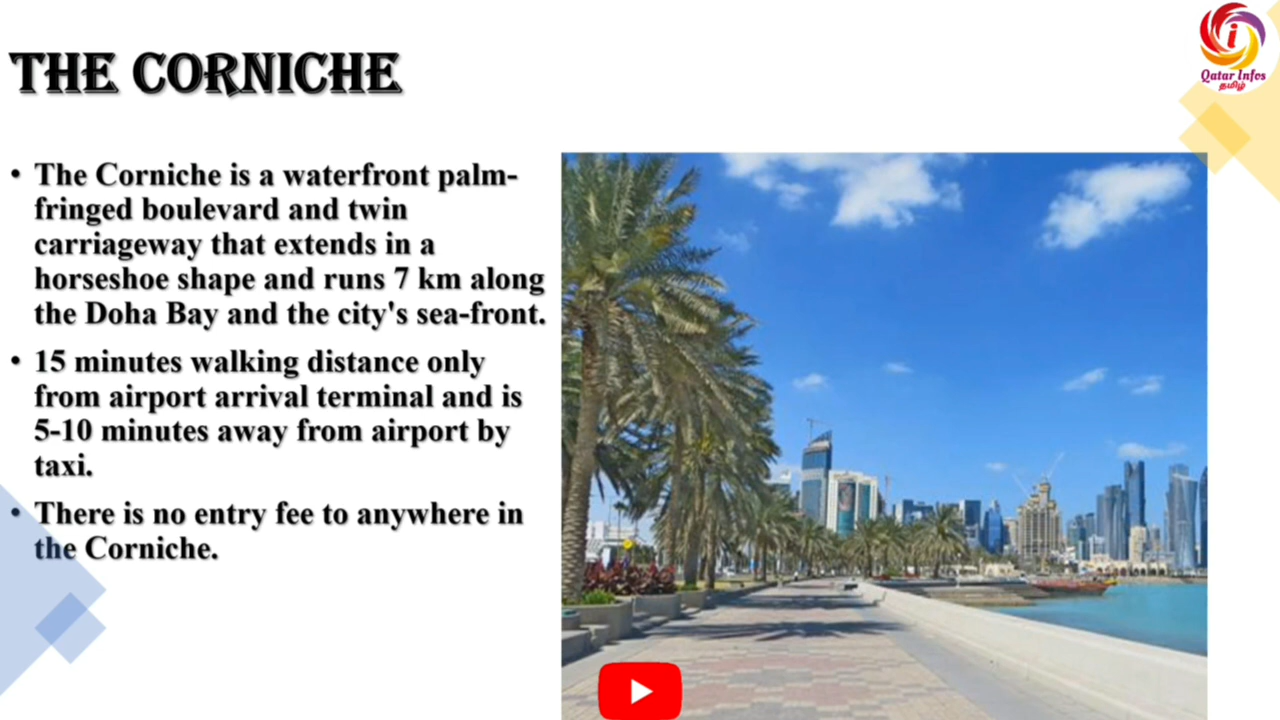 THE CORNICHE
Qatar Infos
தமிழ்
• The Corniche is a waterfront palm-
fringed boulevard and twin
carriageway that extends in a
horseshoe shape and runs 7 km along
the Doha Bay and the city's sea-front.
• 15 minutes walking distance only
from airport arrival terminal and is
5-10 minutes away from airport by
taxi.
• There is no entry fee to anywhere in
the Corniche.